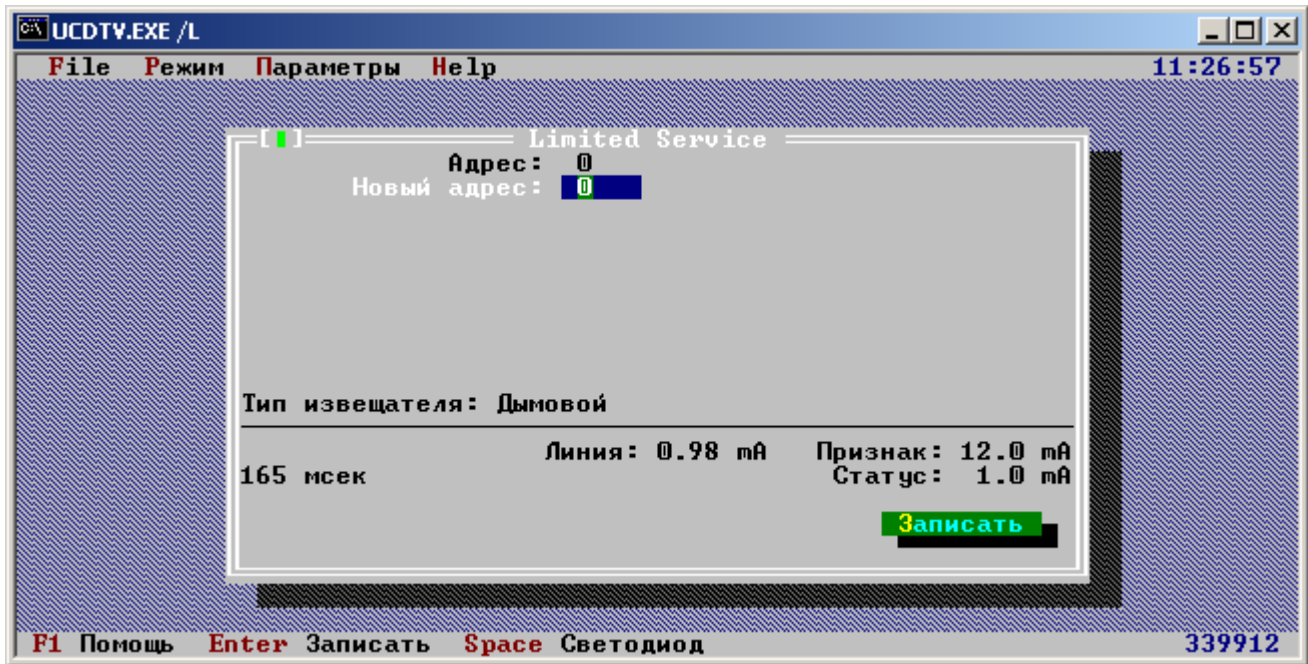 UCDTV.EXE /L
File Режим Параметры Help 11:26:57
Limited Service
Адрес: 0
Новый адрес: 0
Тип извещателя: Дымовой
Линия: 0.98 mA Признак: 12.0 mA
165 мсек Статус: 1.0 mA
Записать
F1 Помощь Enter Записать Space Светодиод 339912